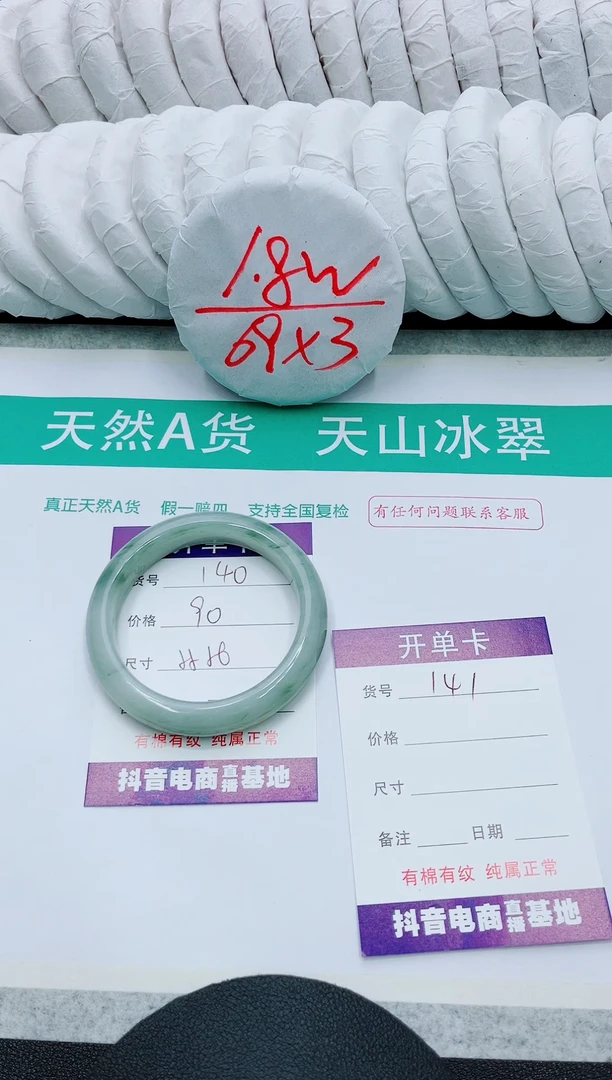 1.8W
69×3
天然A货 天山冰翠
真正天然A货 假一赔四 支持全国复检 有任何问题联系客服
货号 140
价格 90
尺寸
有棉有纹 纯属正常
抖音电商直播基地
开单卡
货号 141
价格
尺寸
备注 日期
有棉有纹 纯属正常
抖音电商直播基地